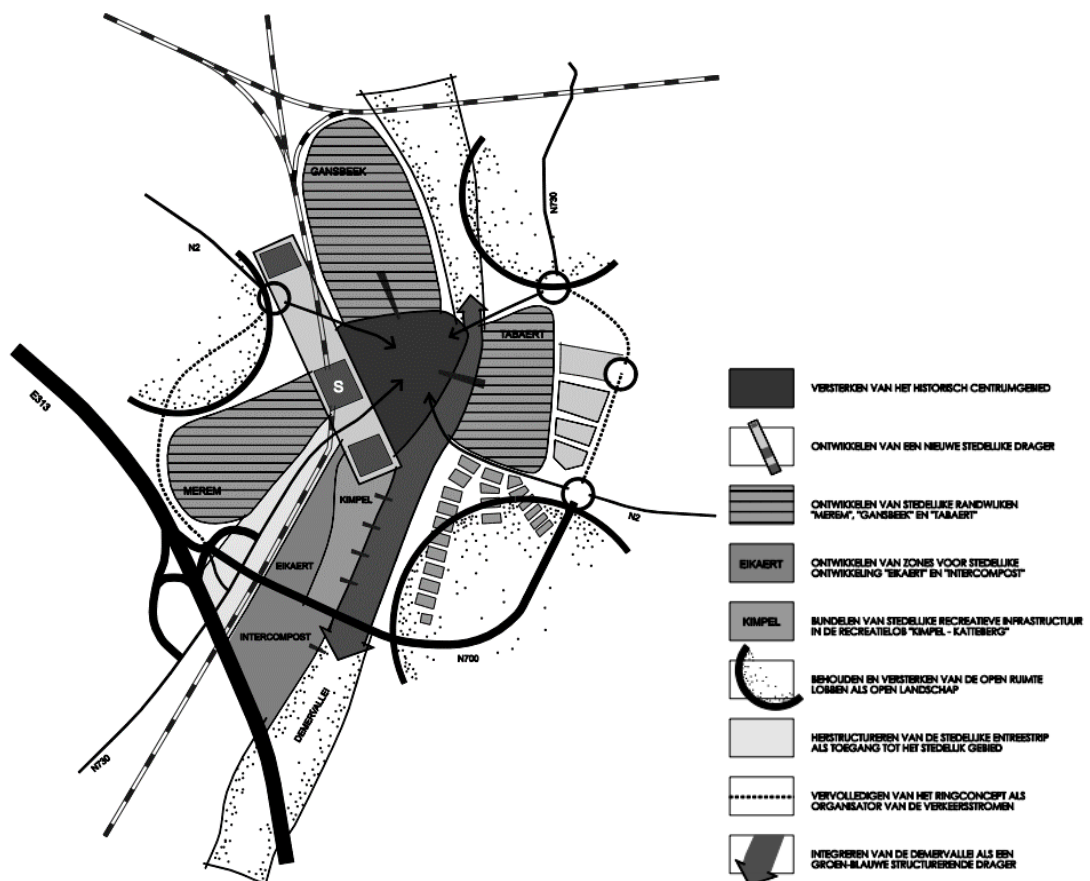 GANSBEEK
N730
N2
TABAERT
S
E313
MEREM
KIMPEL
N2
EIKAERT
INTERCOMPOST
N700
DEMERVALLEI
N730
VERSTERKEN VAN HET HISTORISCH CENTRUMGEBIED
ONTWIKKELEN VAN EEN NIEUWE STEDELIJKE DRAGER
ONTWIKKELEN VAN STEDELIJKE RANDWIJKEN
"MEREM", "GANSBEEK" EN "TABAERT"
EIKAERT
ONTWIKKELEN VAN ZONES VOOR STEDELIJKE
ONTWIKKELING "EIKAERT" EN "INTERCOMPOST"
KIMPEL
BUNDELEN VAN STEDELIJKE RECREATIEVE INFRASTRUCTUUR
IN DE RECREATIELOB "KIMPEL - KATTEBERG"
BEHOUDEN EN VERSTERKEN VAN DE OPEN RUIMTE
LOBBEN ALS OPEN LANDSCHAP
HERSTRUCTUREREN VAN DE STEDELIJKE ENTREESTRIP
ALS TOEGANG TOT HET STEDELIJK GEBIED
VERVOLLEDIGEN VAN HET RINGCONCEPT ALS
ORGANISATOR VAN DE VERKEERSSTROMEN
INTEGREREN VAN DE DEMERVALLEI ALS EEN
GROEN-BLAUWE STRUCTURERENDE DRAGER